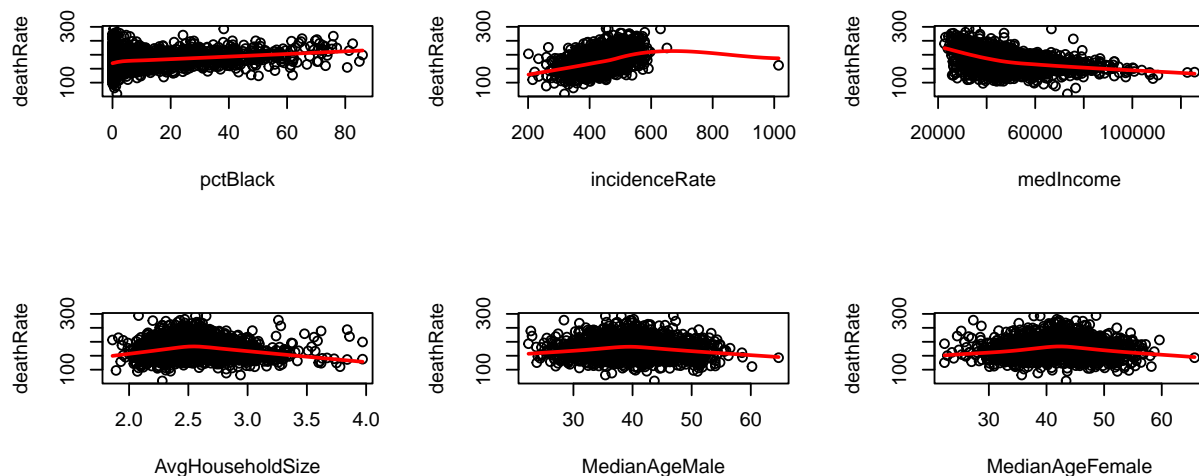 deathRate
100 300
0 20 40 60 80
pctBlack
deathRate
100 300
200 400 600 800 1000
incidenceRate
deathRate
100 300
20000 60000 100000
medIncome
deathRate
100 300
2.0 2.5 3.0 3.5 4.0
AvgHouseholdSize
deathRate
100 300
30 40 50 60
MedianAgeMale
deathRate
100 300
30 40 50 60
MedianAgeFemale